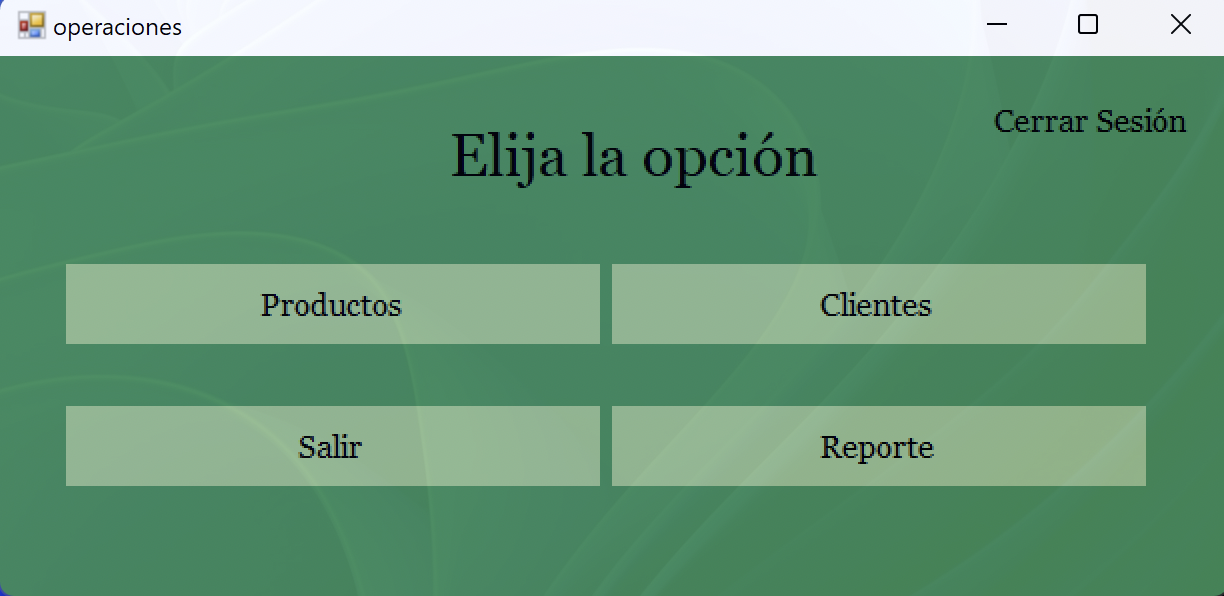 operaciones
Cerrar Sesión
Elija la opción
Productos
Clientes
Salir
Reporte